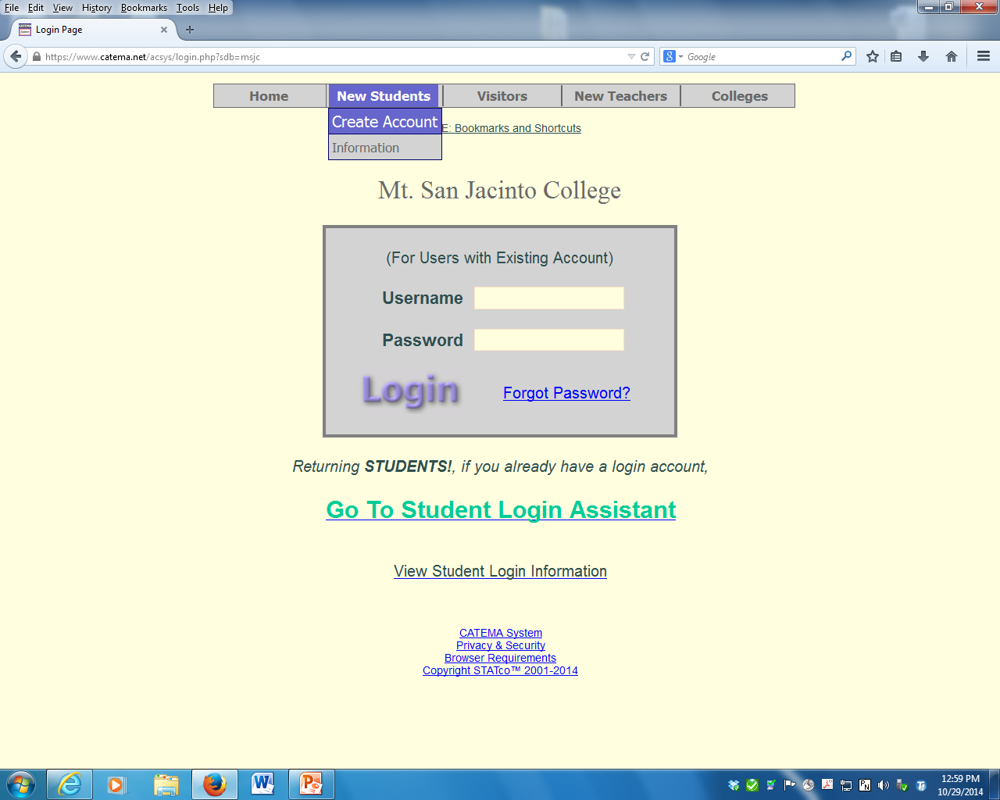 File Edit View History Bookmarks Tools Help
Login Page
https://www.catema.net/acsys/login.php?sdb=msjc
Google
Home New Students Visitors New Teachers Colleges
Create Account
E: Bookmarks and Shortcuts
Information
Mt. San Jacinto College
(For Users with Existing Account)
Username
Password
Login Forgot Password?
Returning STUDENTS!, if you already have a login account,
Go To Student Login Assistant
View Student Login Information
CATEMA System
Privacy & Security
Browser Requirements
Copyright STATco™ 2001-2014
12:59 PM
10/29/2014